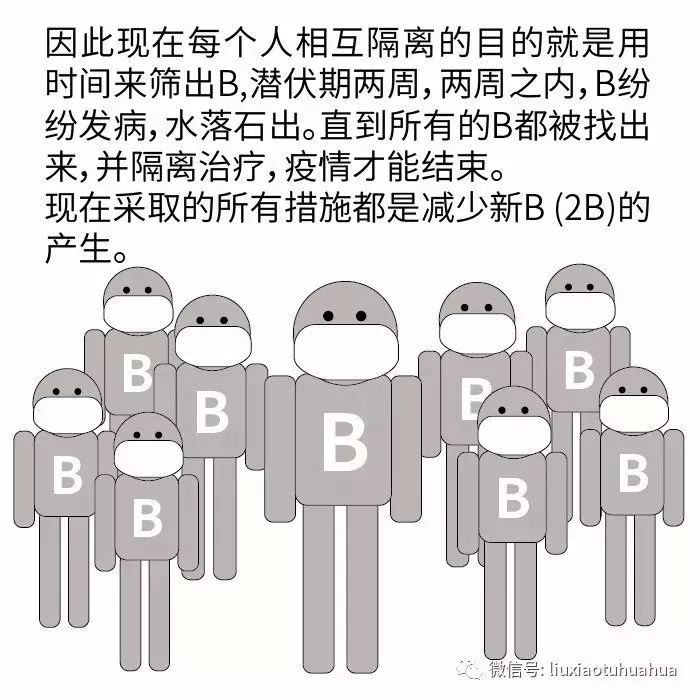 因此现在每个人相互隔离的目的就是用
时间来筛出B,潜伏期两周，两周之内，B纷
纷发病，水落石出。直到所有的B都被找出
来，并隔离治疗，疫情才能结束。
现在采取的所有措施都是减少新B (2B)的
产生。
B
B
B
B
B
B
B
B
B
微信号: liuxiaotuhuahua